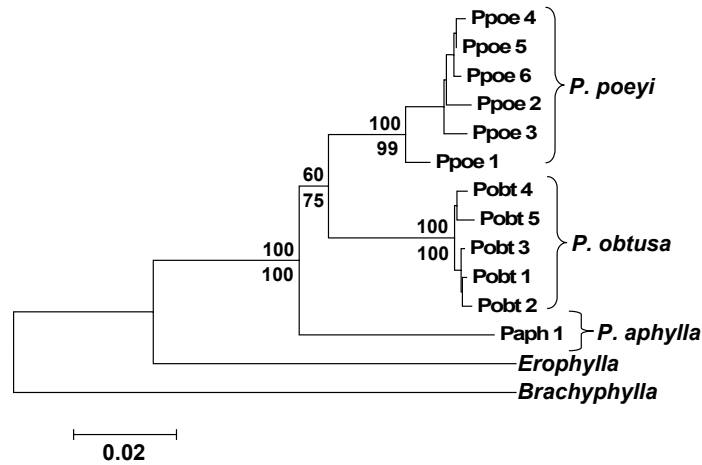 Ppoe 4
Ppoe 5
Ppoe 6
P. poeyi
Ppoe 2
100
Ppoe 3
99
Ppoe 1
60
75
Pobt 4
Pobt 5
100
Pobt 3
P. obtusa
100
100
Pobt 1
100
Pobt 2
Paph 1
P. aphylla
Erophylla
Brachyphylla
0.02